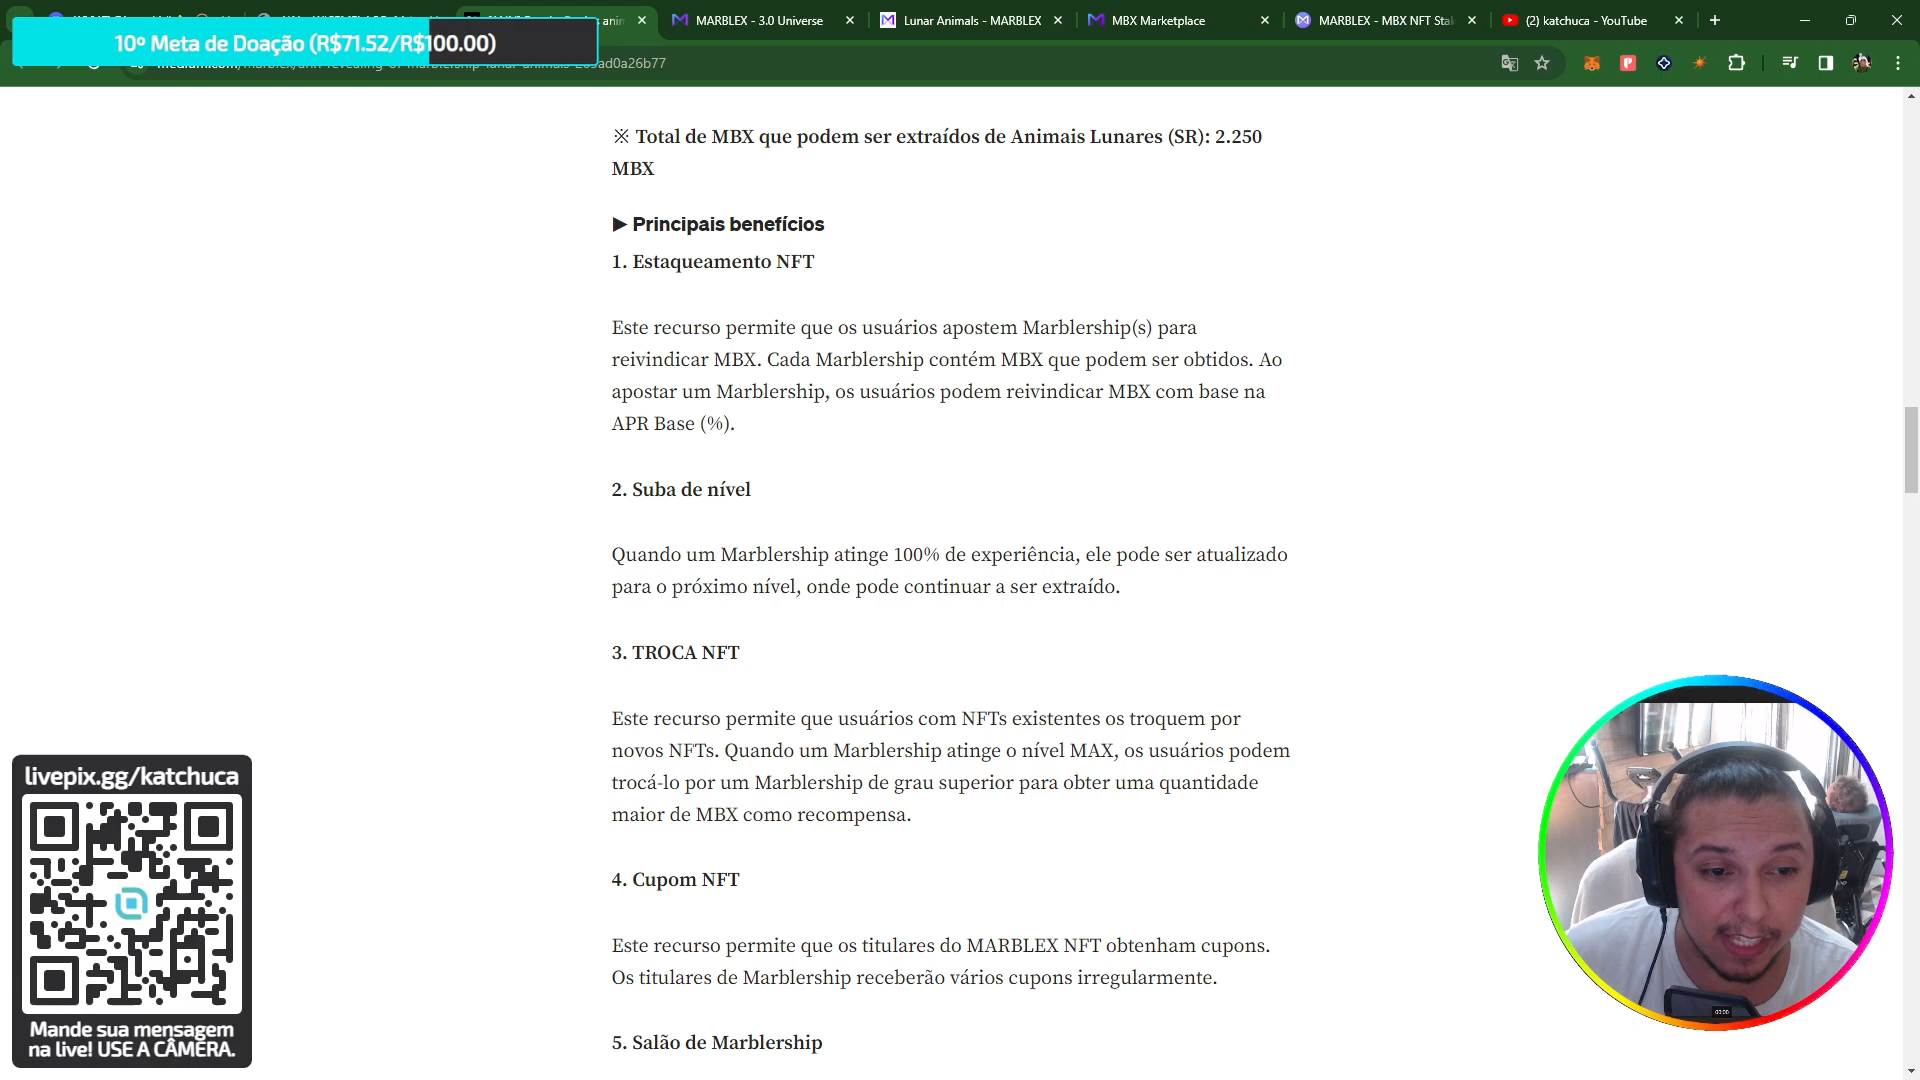 MARBLEX - 3.0 Universe
Lunar Animals - MARBLEX
MBX Marketplace
MARBLEX - MBX NFT Sta
(2) katchuca - YouTube
10º Meta de Doação (R$71.52/R$100.00)
※ Total de MBX que podem ser extraídos de Animais Lunares (SR): 2.250
MBX
▶ Principais benefícios
1. Estaqueamento NFT
Este recurso permite que os usuários apostem Marblership(s) para
reivindicar MBX. Cada Marblership contém MBX que podem ser obtidos. Ao
apostar um Marblership, os usuários podem reivindicar MBX com base na
APR Base (%).
2. Suba de nível
Quando um Marblership atinge 100% de experiência, ele pode ser atualizado
para o próximo nível, onde pode continuar a ser extraído.
3. TROCA NFT
Este recurso permite que usuários com NFTs existentes os troquem por
novos NFTs. Quando um Marblership atinge o nível MAX, os usuários podem
trocá-lo por um Marblership de grau superior para obter uma quantidade
maior de MBX como recompensa.
4. Cupom NFT
Este recurso permite que os titulares do MARBLEX NFT obtenham cupons.
Os titulares de Marblership receberão vários cupons irregularmente.
5. Salão de Marblership
livepix.gg/katchuca
Mande sua mensagem
na live! USE A CÂMERA.
00:00